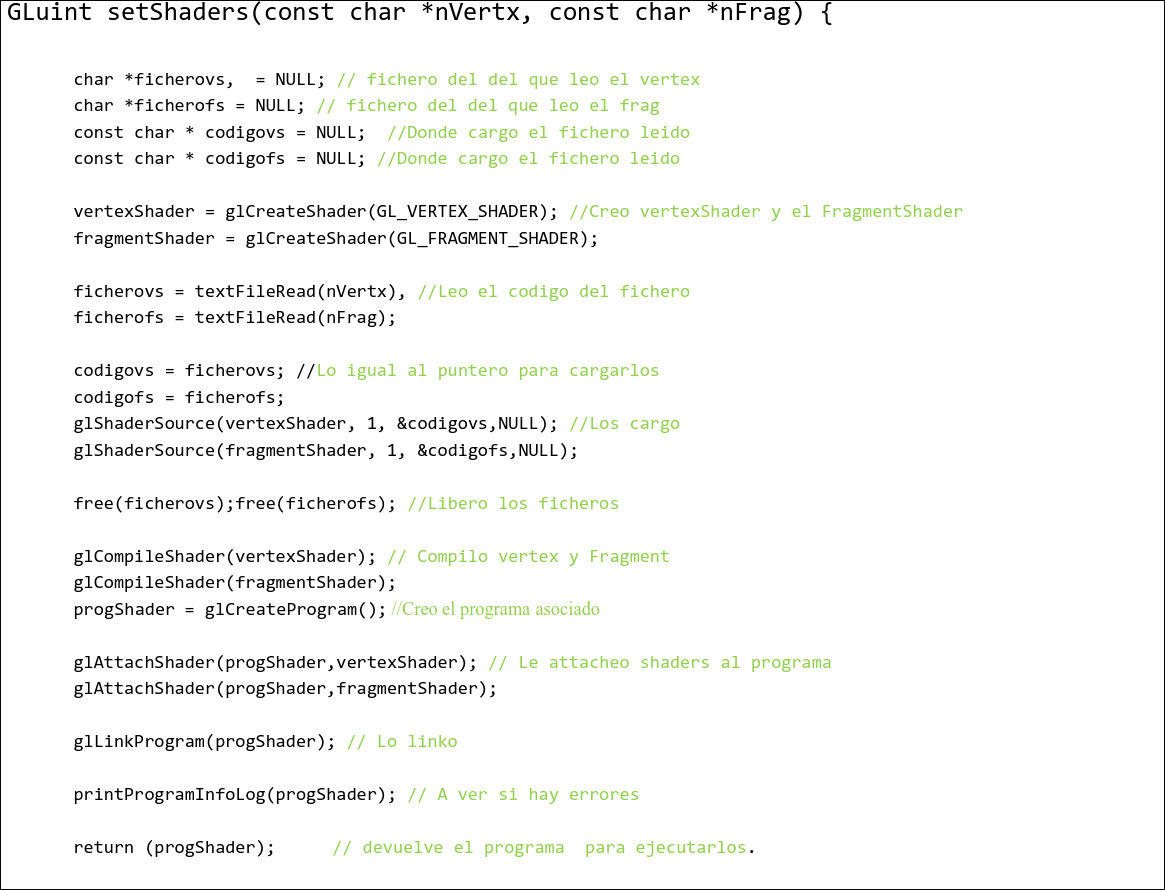 GLuint setShaders(const char *nVertx, const char *nFrag) {
char *ficherovs,  = NULL; // fichero del del que leo el vertex
char *ficherofs = NULL; // fichero del del que leo el frag
const char * codigovs = NULL;  //Donde cargo el fichero leido
const char * codigofs = NULL; //Donde cargo el fichero leido
vertexShader = glCreateShader(GL_VERTEX_SHADER); //Creo vertexShader y el FragmentShader
fragmentShader = glCreateShader(GL_FRAGMENT_SHADER);
ficherovs = textFileRead(nVertx), //Leo el codigo del fichero
ficherofs = textFileRead(nFrag);
codigovs = ficherovs; //Lo igual al puntero para cargarlos
codigofs = ficherofs;
glShaderSource(vertexShader, 1, &codigovs,NULL); //Los cargo
glShaderSource(fragmentShader, 1, &codigofs,NULL);
free(ficherovs);free(ficherofs); //Libero los ficheros
glCompileShader(vertexShader); // Compilo vertex y Fragment
glCompileShader(fragmentShader);
progShader = glCreateProgram(); //Creo el programa asociado
glAttachShader(progShader,vertexShader); // Le attacheo shaders al programa
glAttachShader(progShader,fragmentShader);
glLinkProgram(progShader); // Lo linko
printProgramInfoLog(progShader); // A ver si hay errores
return (progShader);      // devuelve el programa  para ejecutarlos.